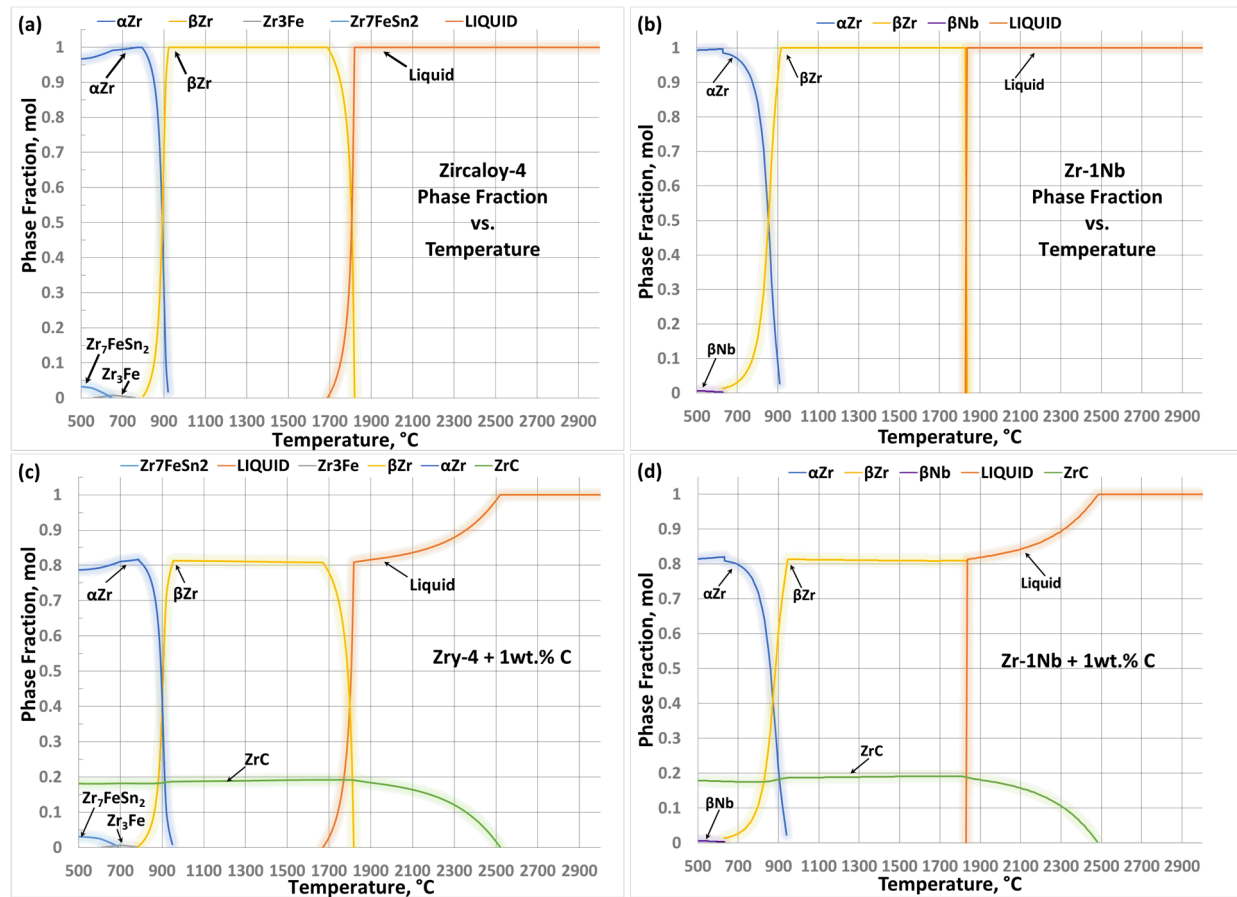 (a)
αZr βZr Zr3Fe Zr7FeSn2 LIQUID
1
0.9
0.8
0.7
0.6
0.5
0.4
0.3
0.2
0.1
0
Phase Fraction, mol
αZr
βZr
Liquid
Zircaloy-4
Phase Fraction
vs.
Temperature
Zr₇FeSn₂
Zr₃Fe
500 700 900 1100 1300 1500 1700 1900 2100 2300 2500 2700 2900
Temperature, °C
(b)
αZr βZr βNb LIQUID
1
0.9
0.8
0.7
0.6
0.5
0.4
0.3
0.2
0.1
0
Phase Fraction, mol
αZr
βZr
Liquid
Zr-1Nb
Phase Fraction
vs.
Temperature
βNb
500 700 900 1100 1300 1500 1700 1900 2100 2300 2500 2700 2900
Temperature, °C
(c)
Zr7FeSn2 LIQUID Zr3Fe βZr αZr ZrC
1
0.9
0.8
0.7
0.6
0.5
0.4
0.3
0.2
0.1
0
Phase Fraction, mol
αZr
βZr
Liquid
Zry-4 + 1wt.% C
ZrC
Zr₇FeSn₂
Zr₃Fe
500 700 900 1100 1300 1500 1700 1900 2100 2300 2500 2700 2900
Temperature, °C
(d)
αZr βZr βNb LIQUID ZrC
1
0.9
0.8
0.7
0.6
0.5
0.4
0.3
0.2
0.1
0
Phase Fraction, mol
αZr
βZr
Liquid
Zr-1Nb + 1wt.% C
ZrC
βNb
500 700 900 1100 1300 1500 1700 1900 2100 2300 2500 2700 2900
Temperature, °C